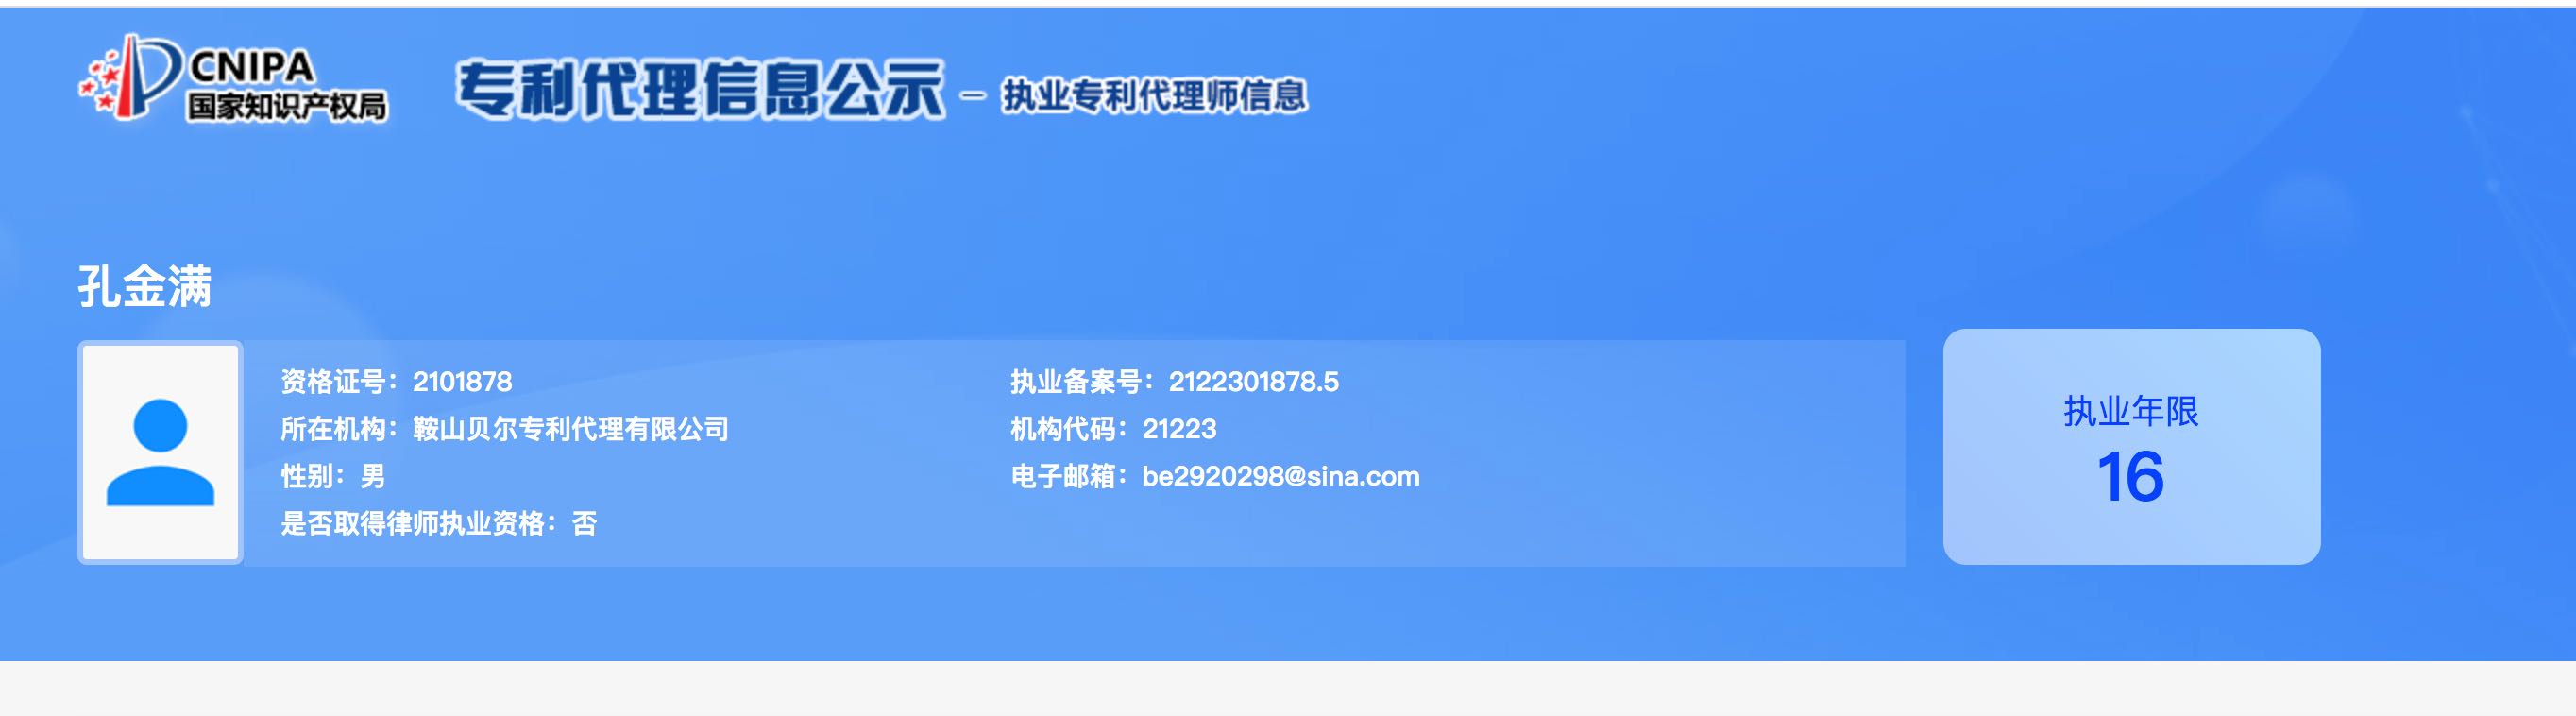 CNIPA
国家知识产权局
专利代理信息公示 – 执业专利代理师信息
孔金满
资格证号：2101878
执业备案号：2122301878.5
所在机构：鞍山贝尔专利代理有限公司
机构代码：21223
性别：男
电子邮箱：be2920298@sina.com
是否取得律师执业资格：否
执业年限
16